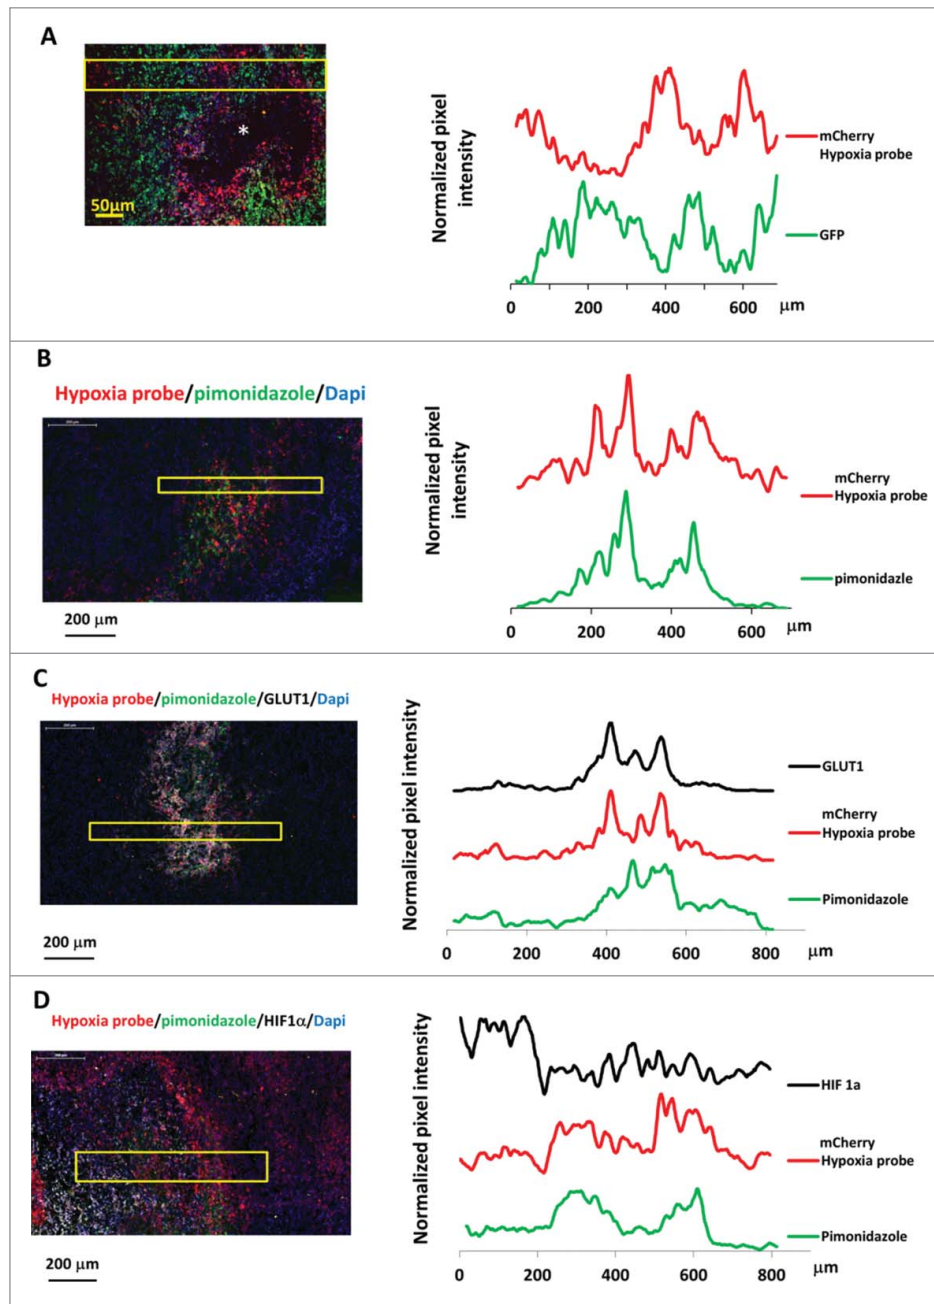 A
*
50μm
Normalized pixel
intensity
mCherry
Hypoxia probe
GFP
0 200 400 600 μm
B
Hypoxia probe/pimonidazole/Dapi
200 μm
Normalized pixel
intensity
mCherry
Hypoxia probe
pimonidazle
0 200 400 600 μm
C
Hypoxia probe/pimonidazole/GLUT1/Dapi
200 μm
Normalized pixel intensity
GLUT1
mCherry
Hypoxia probe
Pimonidazole
0 200 400 600 800 μm
D
Hypoxia probe/pimonidazole/HIF1α/Dapi
200 μm
Normalized pixel intensity
HIF 1a
mCherry
Hypoxia probe
Pimonidazole
0 200 400 600 800 μm